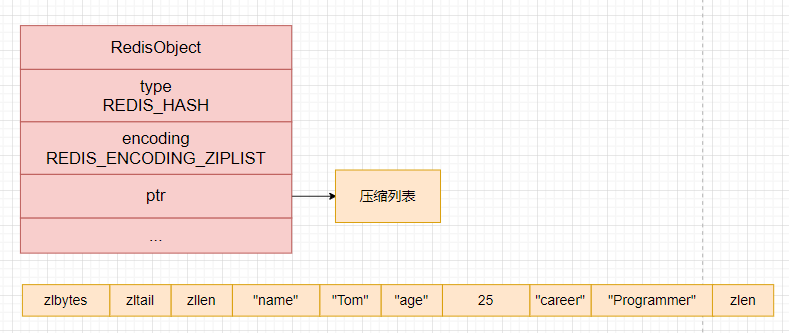 RedisObject
type
REDIS_HASH
encoding
REDIS_ENCODING_ZIPLIST
ptr
压缩列表
...
zlbytes zltail zllen "name" "Tom" "age" 25 "career" "Programmer" zlen